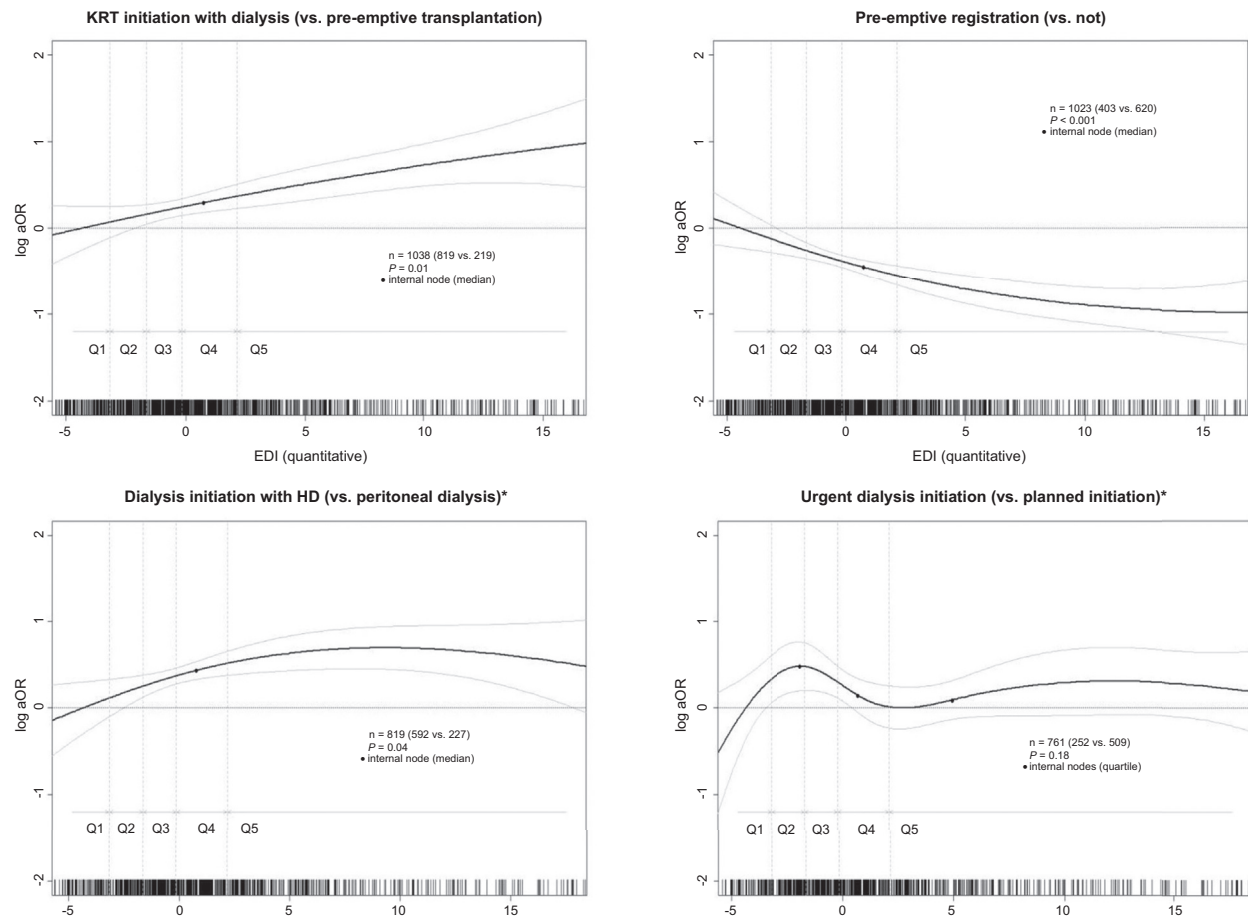 KRT initiation with dialysis (vs. pre-emptive transplantation)
2
1
0
-1
-2
log aOR
n = 1038 (819 vs. 219)
P = 0.01
• internal node (median)
Q1 Q2 Q3 Q4 Q5
-5 0 5 10 15
EDI (quantitative)
Pre-emptive registration (vs. not)
2
1
0
-1
-2
log aOR
n = 1023 (403 vs. 620)
P < 0.001
• internal node (median)
Q1 Q2 Q3 Q4 Q5
-5 0 5 10 15
EDI (quantitative)
Dialysis initiation with HD (vs. peritoneal dialysis)*
2
1
0
-1
-2
log aOR
n = 819 (592 vs. 227)
P = 0.04
• internal node (median)
Q1 Q2 Q3 Q4 Q5
-5 0 5 10 15
Urgent dialysis initiation (vs. planned initiation)*
2
1
0
-1
-2
log aOR
n = 761 (252 vs. 509)
P = 0.18
• internal nodes (quartile)
Q1 Q2 Q3 Q4 Q5
-5 0 5 10 15